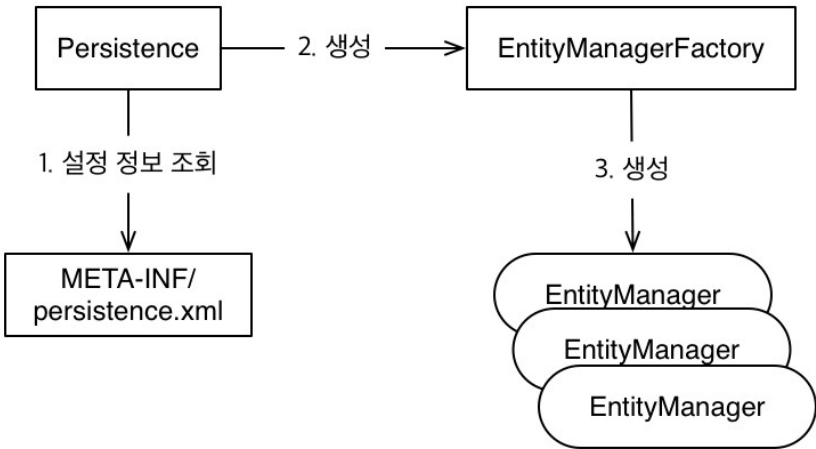 Persistence
2. 생성
EntityManagerFactory
1. 설정 정보 조회
3. 생성
META-INF/
persistence.xml
EntityManager
EntityManager
EntityManager